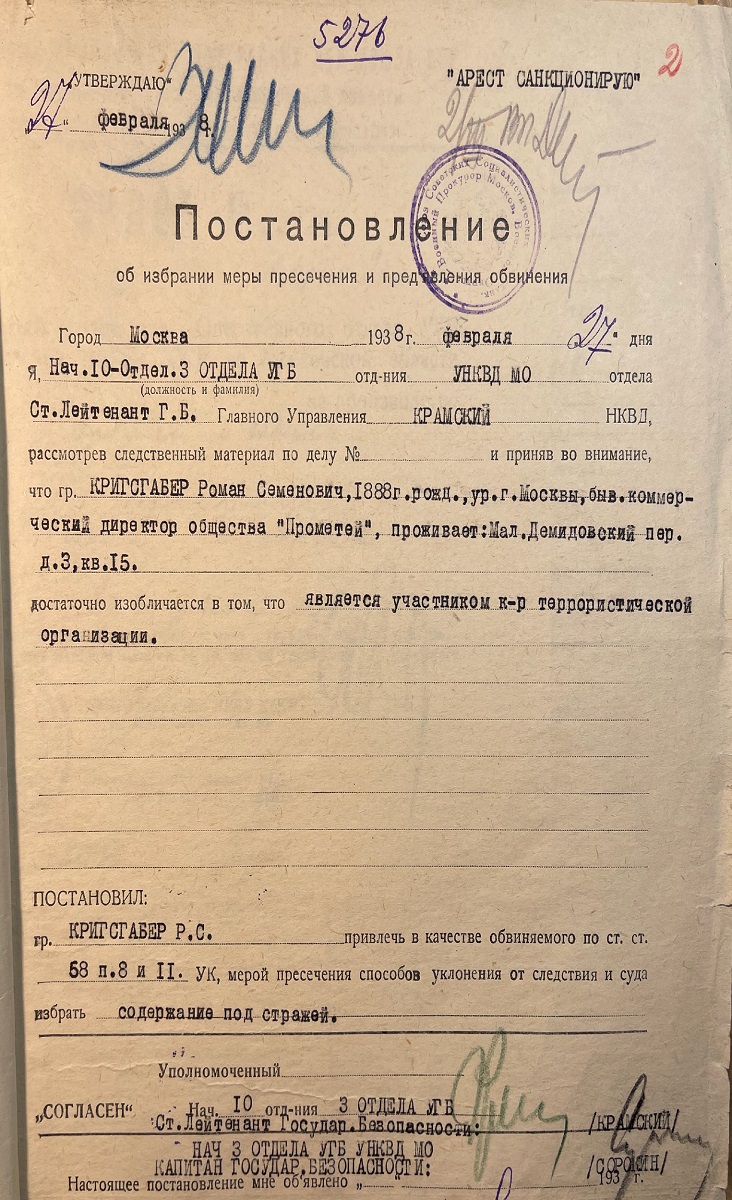 5276
"УТВЕРЖДАЮ" "АРЕСТ САНКЦИОНИРУЮ" 2
„27“ февраля 1938 г.
Постановление
об избрании меры пресечения и предъявления обвинения
Город Москва 1938 г. февраля 27 " дня
Я, Нач.10-Отдел.3 ОТДЕЛА УГБ отд-ния УНКВД МО отдела
(должность и фамилия)
Ст.Лейтенант Г.Б. Главного Управления КРАМСКИЙ НКВД,
рассмотрев следственный материал по делу № и приняв во внимание,
что гр. КРИГСГАБЕР Роман Семенович,1888г.рожд.,ур.г.Москвы,быв.коммер-
ческий директор общества "Прометей", проживает:Мал.Демидовский пер.
д.3,кв.15.
достаточно изобличается в том, что является участником к-р террористической
организации.
ПОСТАНОВИЛ:
гр. КРИГСГАБЕР Р.С. привлечь в качестве обвиняемого по ст. ст.
58 п.8 и II. УК, мерой пресечения способов уклонения от следствия и суда
избрать содержание под стражей.
Уполномоченный
„СОГЛАСЕН" Нач. 10 отд-ния 3 ОТДЕЛА УГБ
Ст.Лейтенант Государ.Безопасности: /КРАМСКИЙ/
НАЧ 3 ОТДЕЛА УГБ УНКВД МО
КАПИТАН ГОСУДАР.БЕЗОПАСНОСТИ: /СОРОКИН/
Настоящее постановление мне об'явлено „ " 193 г.